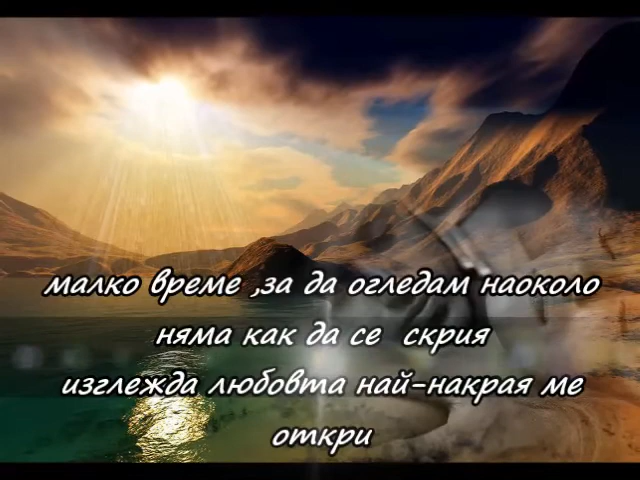 малко време ,за да огледам наоколо
няма как да се скрия
изглежда любовта най-накрая ме
откри